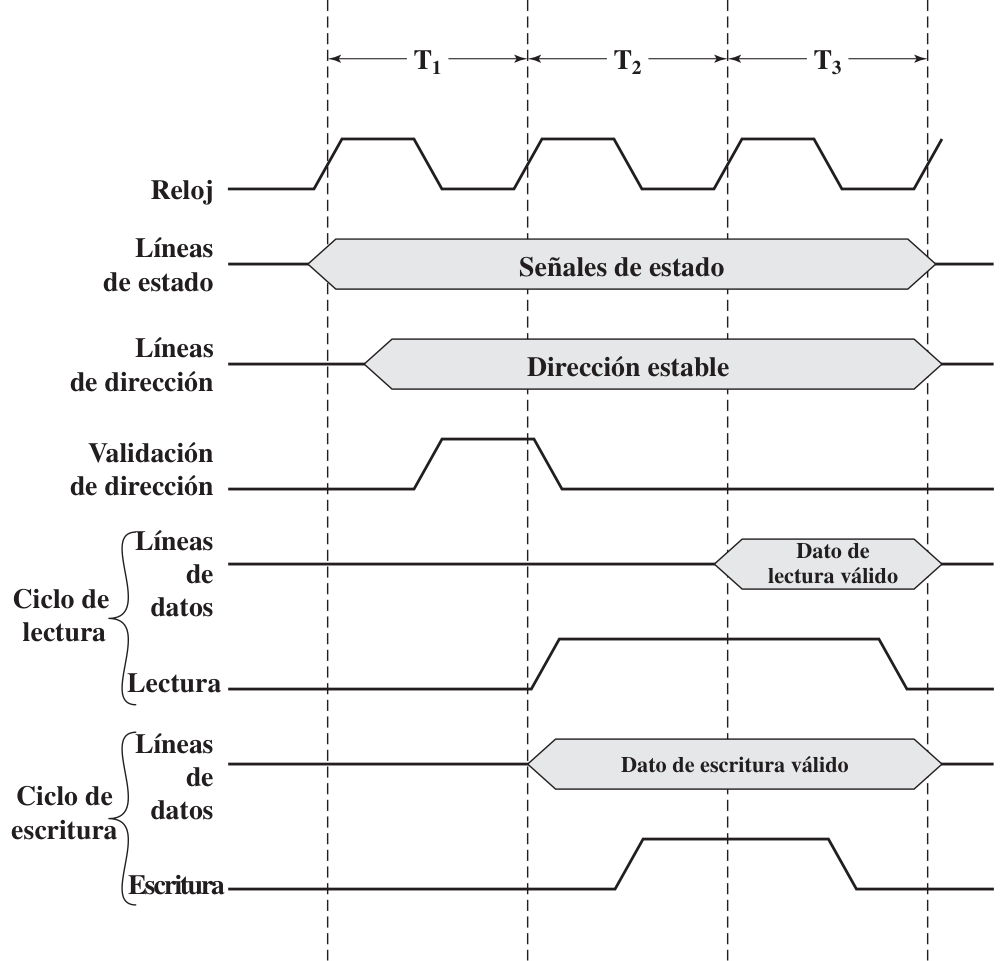 T1
T2
T3
Reloj
Líneas
de estado
Señales de estado
Líneas
de dirección
Dirección estable
Validación
de dirección
Ciclo de
lectura
Líneas
de
datos
Dato de
lectura válido
Lectura
Ciclo de
escritura
Líneas
de
datos
Dato de escritura válido
Escritura